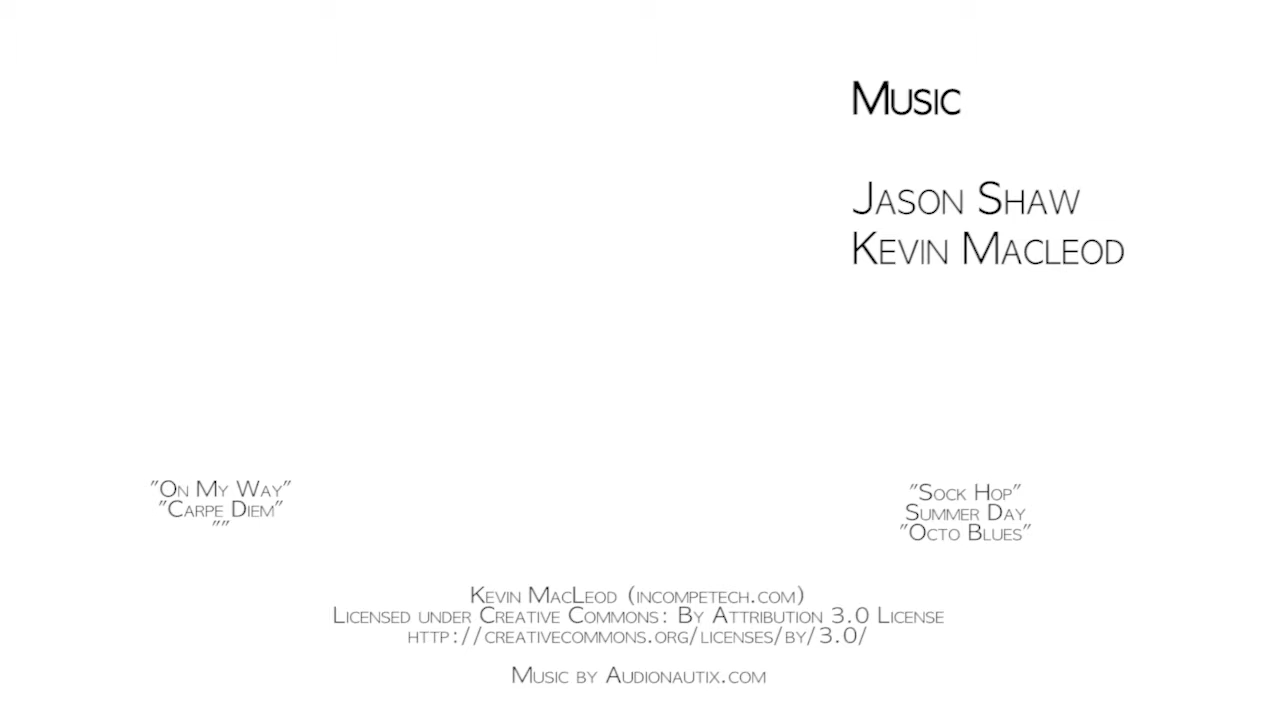 Music
Jason Shaw
Kevin Macleod
"On My Way"
"Carpe Diem"
""
"Sock Hop"
Summer Day
"Octo Blues"
Kevin MacLeod (incompetech.com)
Licensed under Creative Commons: By Attribution 3.0 License
http://creativecommons.org/licenses/by/3.0/
Music by Audionautix.com